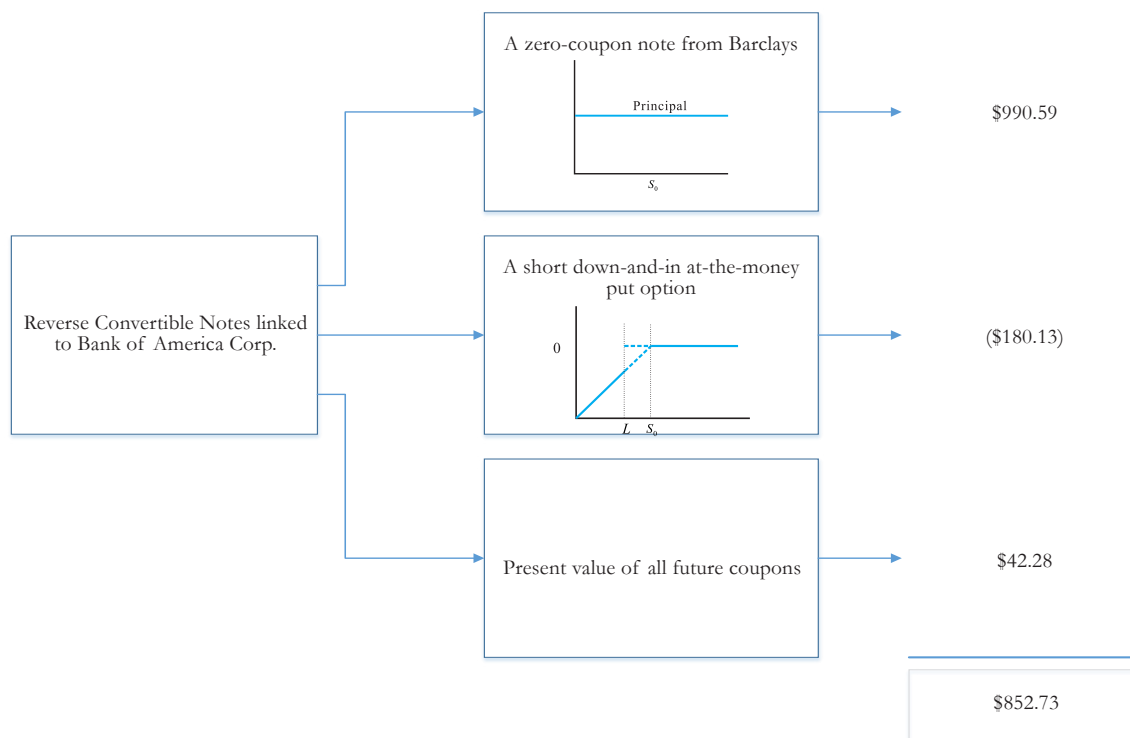 A zero-coupon note from Barclays
Principal
S₀
$990.59
Reverse Convertible Notes linked
to Bank of America Corp.
A short down-and-in at-the-money
put option
0
L S₀
($180.13)
Present value of all future coupons
$42.28
$852.73